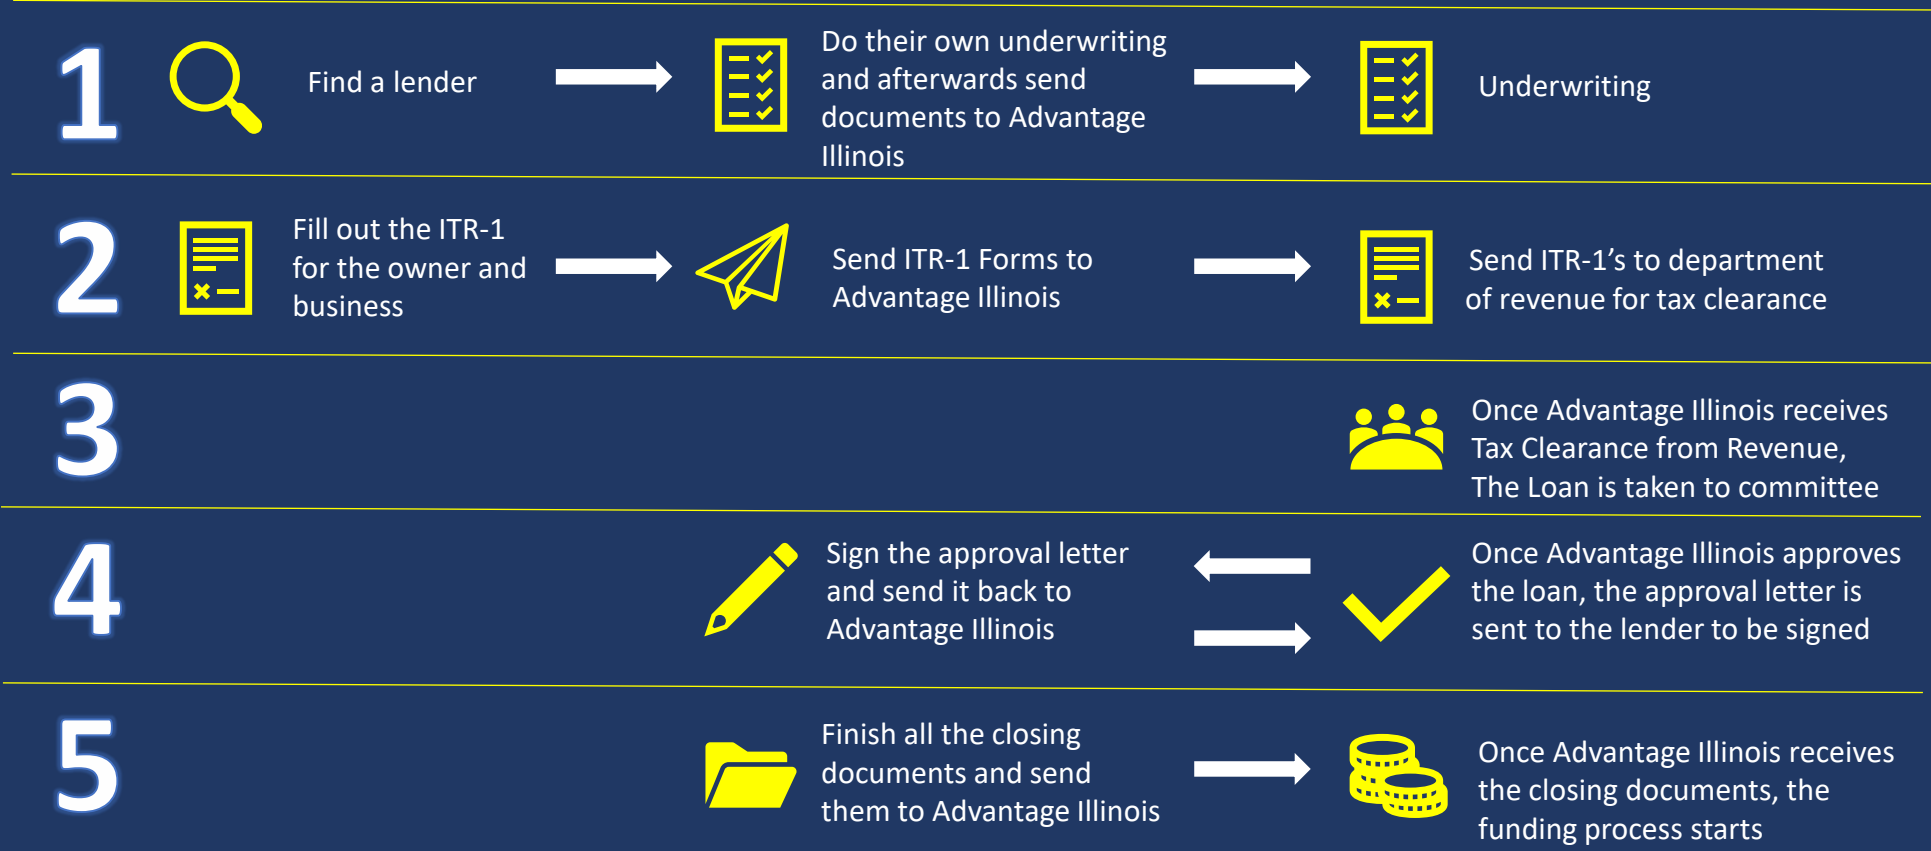 1
Find a lender
Do their own underwriting
and afterwards send
documents to Advantage
Illinois
Underwriting
2
Fill out the ITR-1
for the owner and
business
Send ITR-1 Forms to
Advantage Illinois
Send ITR-1’s to department
of revenue for tax clearance
3
Once Advantage Illinois receives
Tax Clearance from Revenue,
The Loan is taken to committee
4
Sign the approval letter
and send it back to
Advantage Illinois
Once Advantage Illinois approves
the loan, the approval letter is
sent to the lender to be signed
5
Finish all the closing
documents and send
them to Advantage Illinois
Once Advantage Illinois receives
the closing documents, the
funding process starts